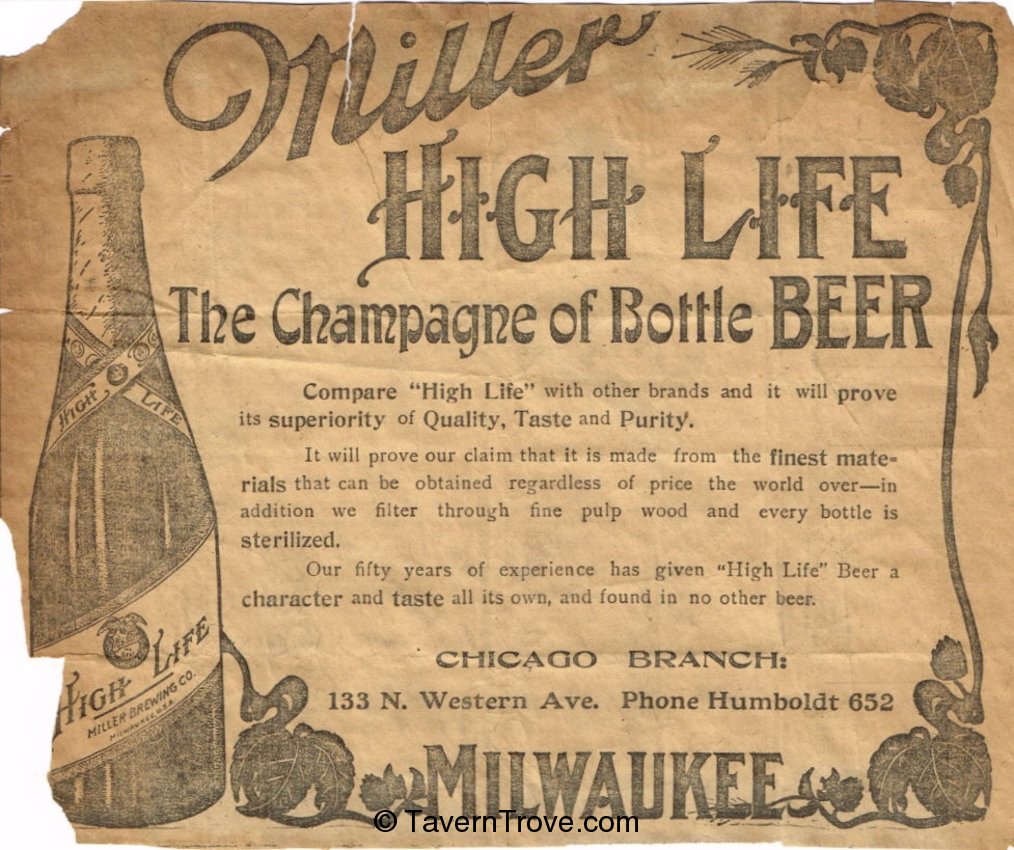 Miller
HIGH LIFE
The Champagne of Bottle BEER
Compare “High Life” with other brands and it will prove
its superiority of Quality, Taste and Purity.
It will prove our claim that it is made from the finest mate-
rials that can be obtained regardless of price the world over—in
addition we filter through fine pulp wood and every bottle is
sterilized.
Our fifty years of experience has given “High Life” Beer a
character and taste all its own, and found in no other beer.
CHICAGO BRANCH:
133 N. Western Ave. Phone Humboldt 652
MILWAUKEE
HIGH LIFE
HIGH LIFE
MILLER BREWING CO.
MILWAUKEE, U.S.A.
© TavernTrove.com